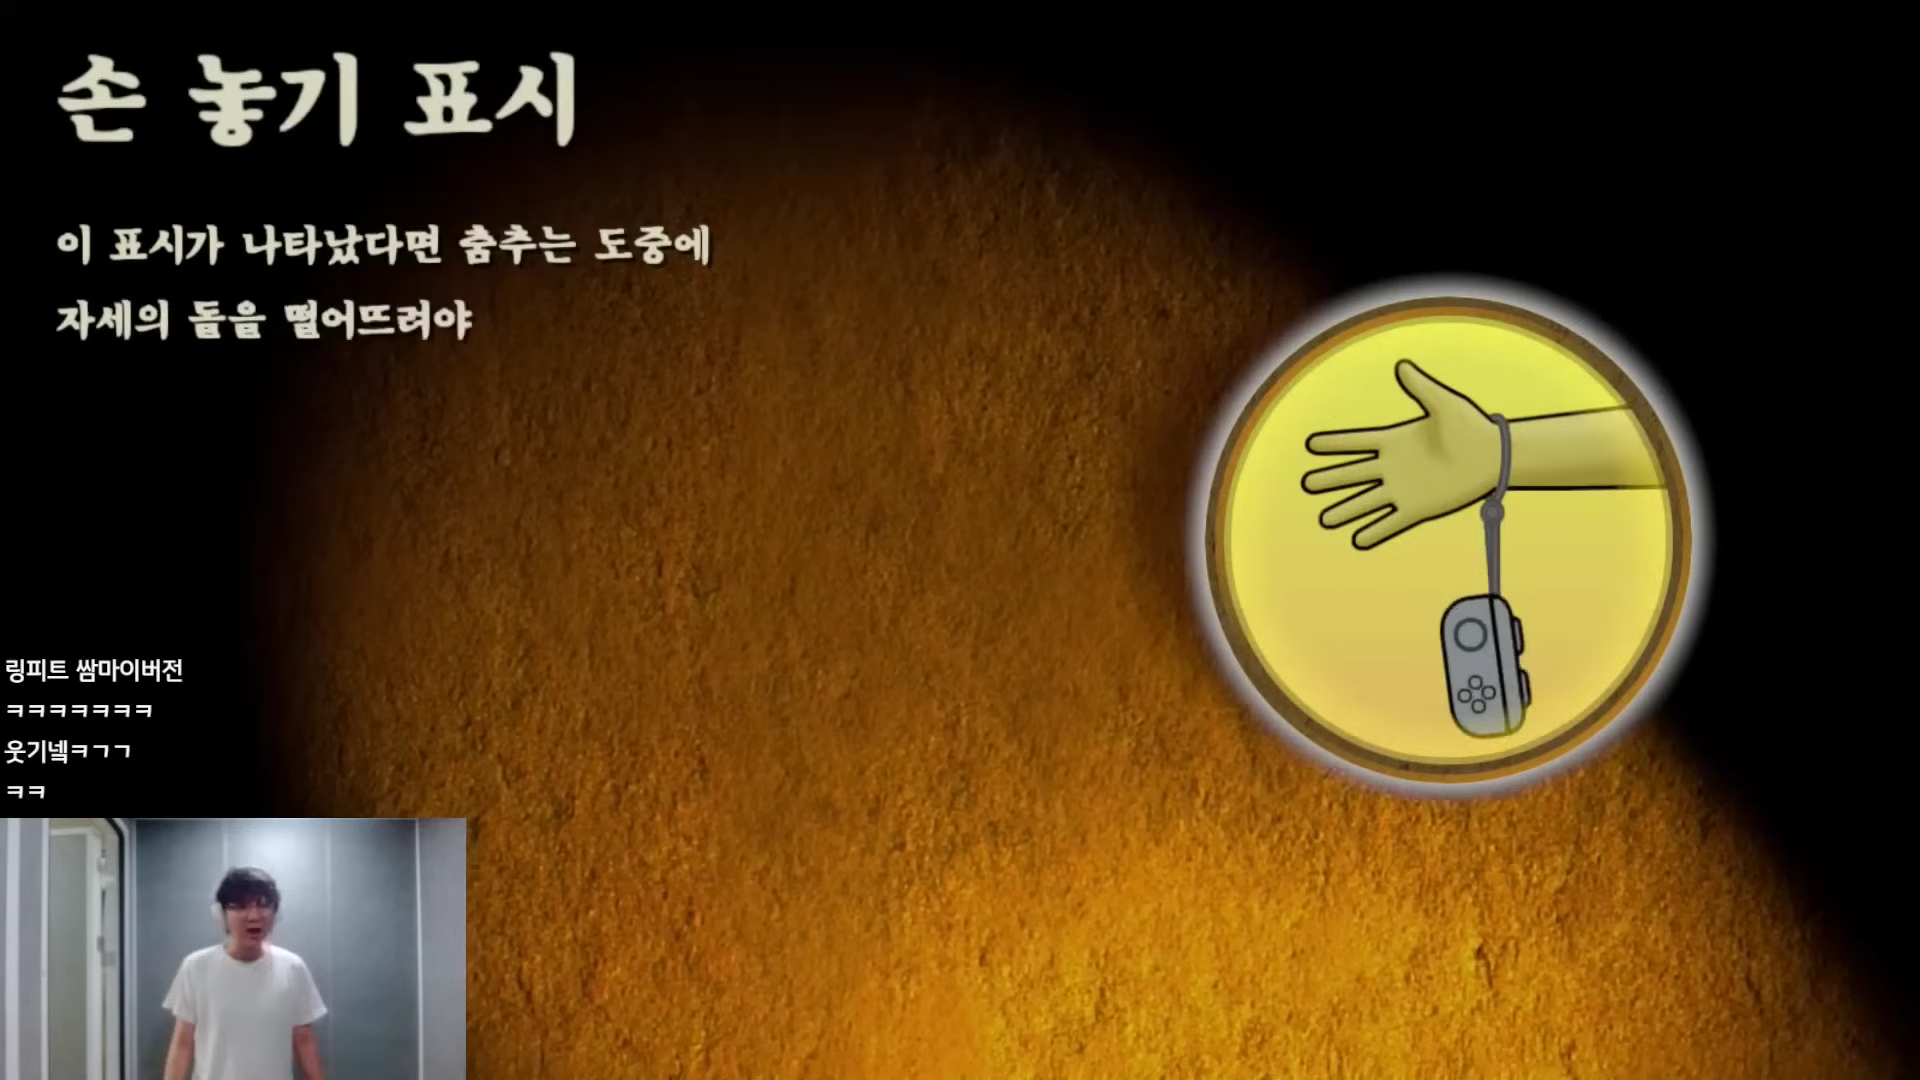 손 놓기 표시
이 표시가 나타났다면 춤추는 도중에
자세의 돌을 떨어뜨려야
링피트 쌈마이버전
ㅋㅋㅋㅋㅋㅋㅋ
웃기넼ㅋㄱㄱ
ㅋㅋ